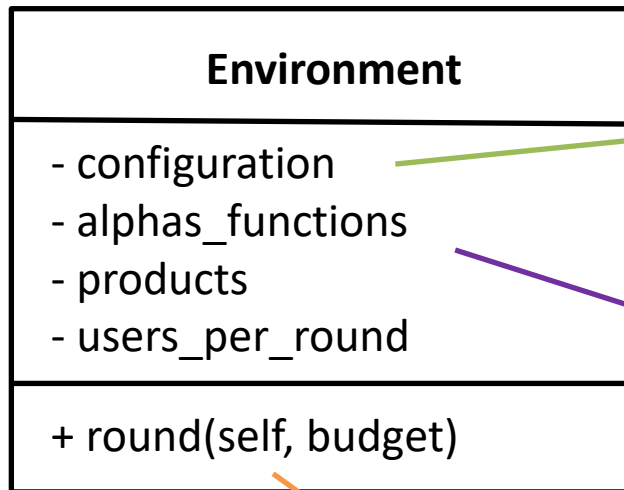 Environment
- configuration
- alphas_functions
- products
- users_per_round
+ round(self, budget)